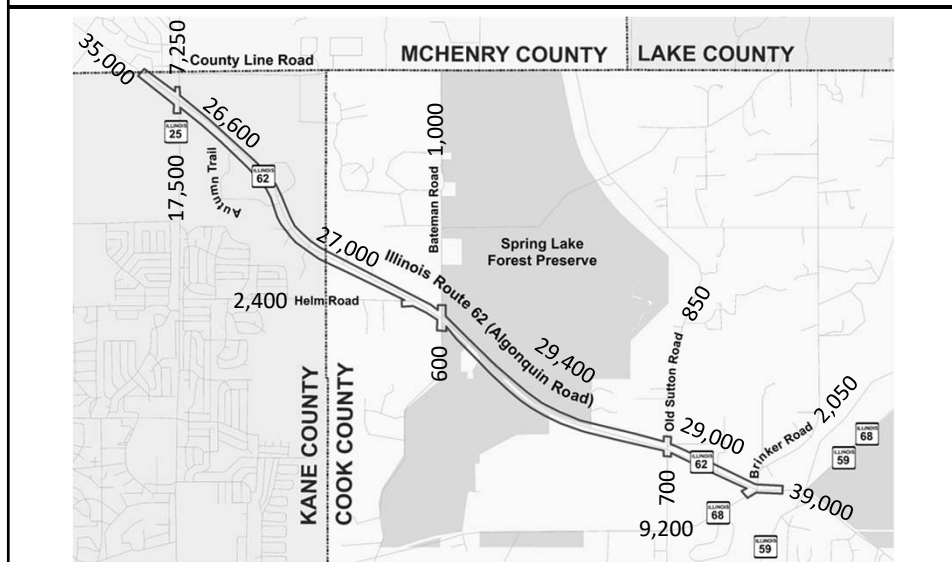 35,000
7,250
County Line Road
MCHENRY COUNTY
LAKE COUNTY
ILLINOIS
25
26,600
17,500
Autumn Trail
ILLINOIS
62
1,000
Bateman Road
Spring Lake
Forest Preserve
27,000
Illinois Route 62 (Algonquin Road)
2,400
Helm Road
600
29,400
850
Old Sutton Road
KANE COUNTY
COOK COUNTY
29,000
ILLINOIS
62
Brinker Road
2,050
ILLINOIS
68
ILLINOIS
59
700
39,000
ILLINOIS
68
9,200
ILLINOIS
59